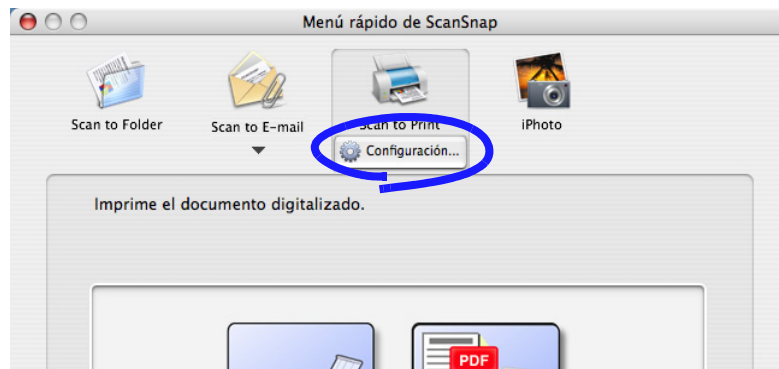 Menú rápido de ScanSnap
Scan to Folder
Scan to E-mail
Scan to Print
iPhoto
Configuración...
Imprime el documento digitalizado.
PDF